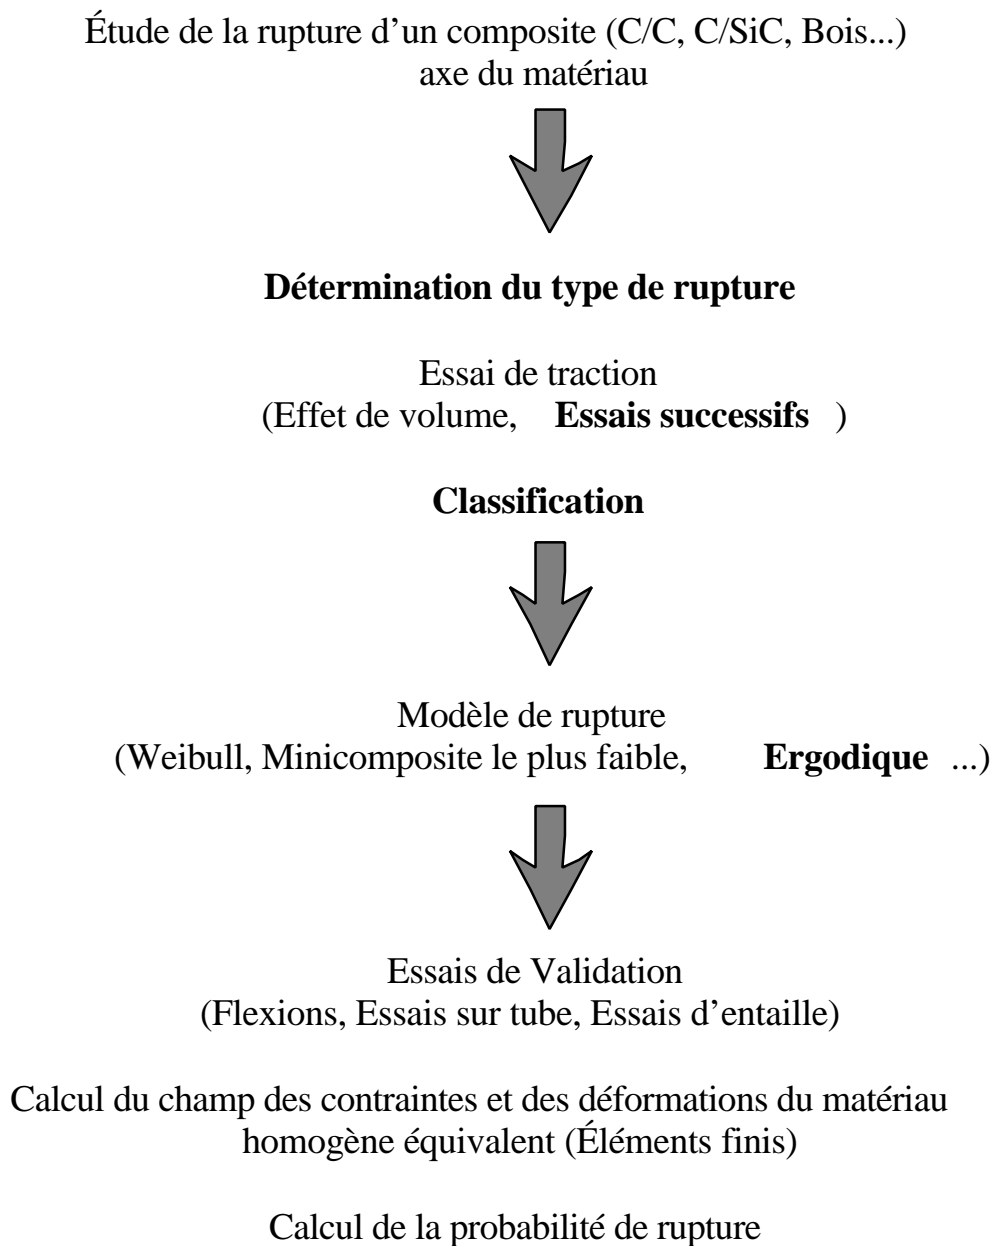 Étude de la rupture d’un composite (C/C, C/SiC, Bois...)
axe du matériau
Détermination du type de rupture
Essai de traction
(Effet de volume, Essais successifs )
Classification
Modèle de rupture
(Weibull, Minicomposite le plus faible, Ergodique ...)
Essais de Validation
(Flexions, Essais sur tube, Essais d’entaille)
Calcul du champ des contraintes et des déformations du matériau
homogène équivalent (Éléments finis)
Calcul de la probabilité de rupture